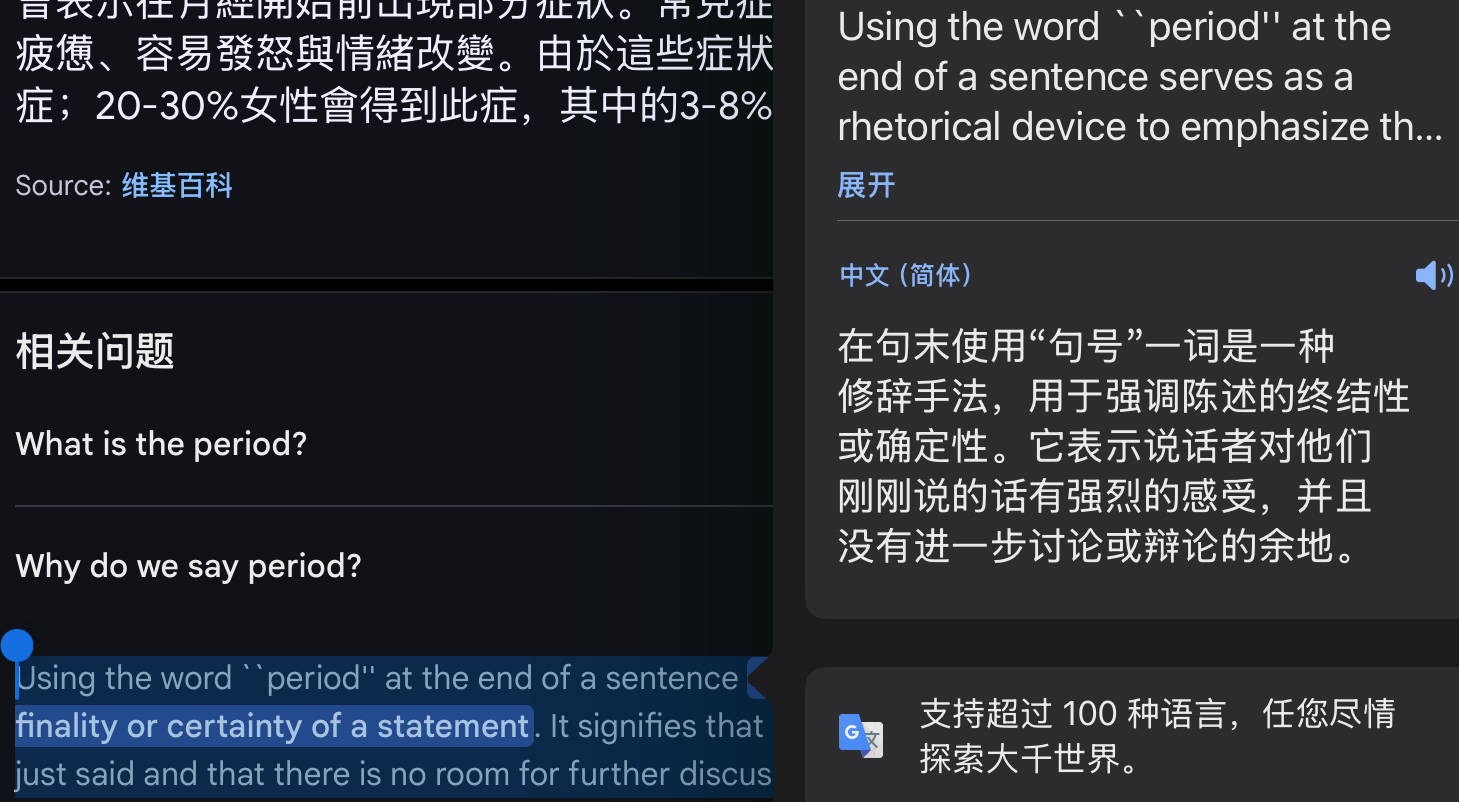 會表示在月經開始前出現部分症狀。常見症
疲憊、容易發怒與情緒改變。由於這些症狀
症；20-30%女性會得到此症，其中的3-8%
Source: 维基百科
相关问题
What is the period?
Why do we say period?
Using the word ``period'' at the end of a sentence
finality or certainty of a statement. It signifies that
just said and that there is no room for further discus
Using the word ``period'' at the
end of a sentence serves as a
rhetorical device to emphasize th...
展开
中文 (简体)
在句末使用“句号”一词是一种
修辞手法，用于强调陈述的终结性
或确定性。它表示说话者对他们
刚刚说的话有强烈的感受，并且
没有进一步讨论或辩论的余地。
G 文
支持超过 100 种语言，任您尽情
探索大千世界。